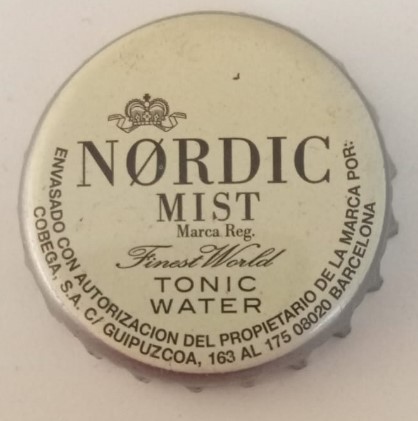 NØRDIC
MIST
Marca Reg.
Finest World
TONIC
WATER
ENVASADO CON AUTORIZACION DEL PROPIETARIO DE LA MARCA POR:
COBEGA, S.A. C/ GUIPUZCOA, 163 AL 175 08020 BARCELONA